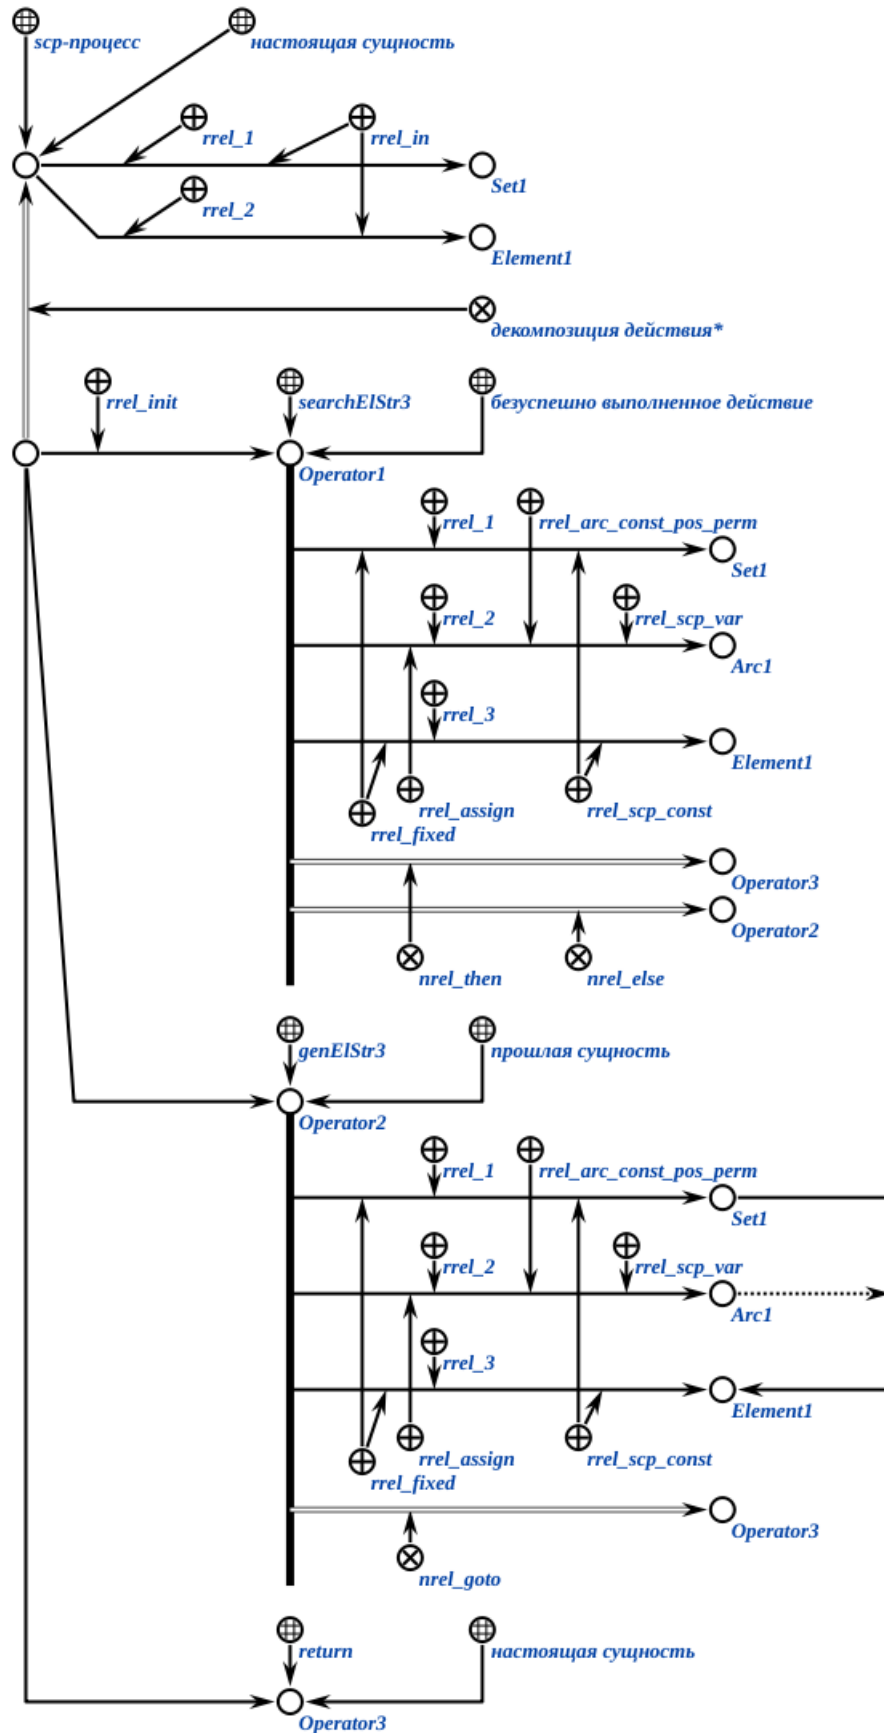 scp-процесс
настоящая сущность
rrel_1
rrel_in
Set1
rrel_2
Element1
декомпозиция действия*
rrel_init
searchElStr3
безуспешно выполненное действие
Operator1
rrel_1
rrel_arc_const_pos_perm
Set1
rrel_2
rrel_scp_var
Arc1
rrel_3
Element1
rrel_assign
rrel_scp_const
rrel_fixed
Operator3
Operator2
nrel_then
nrel_else
genElStr3
прошлая сущность
Operator2
rrel_1
rrel_arc_const_pos_perm
Set1
rrel_2
rrel_scp_var
Arc1
rrel_3
Element1
rrel_assign
rrel_scp_const
rrel_fixed
Operator3
nrel_goto
return
настоящая сущность
Operator3